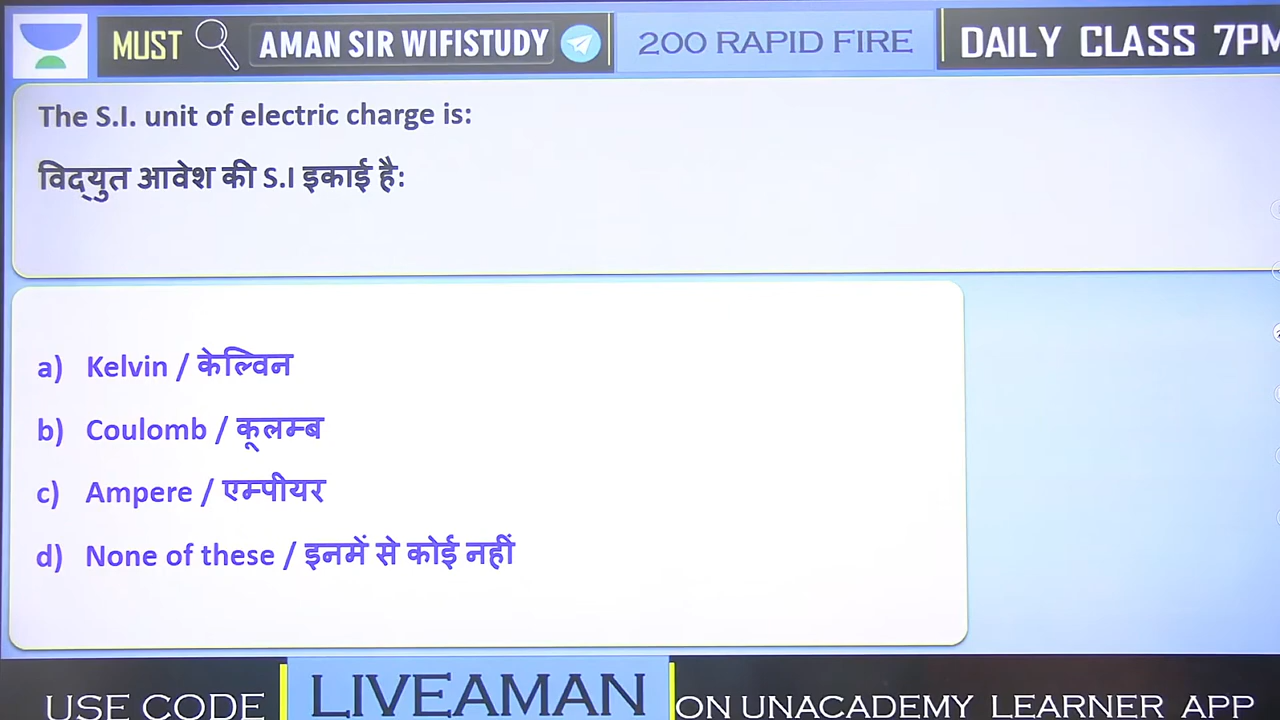 MUST AMAN SIR WIFISTUDY 200 RAPID FIRE DAILY CLASS 7PM
The S.I. unit of electric charge is:
विद्युत आवेश की S.I इकाई है:
a) Kelvin / केल्विन
b) Coulomb / कूलम्ब
c) Ampere / एम्पीयर
d) None of these / इनमें से कोई नहीं
USE CODE LIVEAMAN ON UNACADEMY LEARNER APP